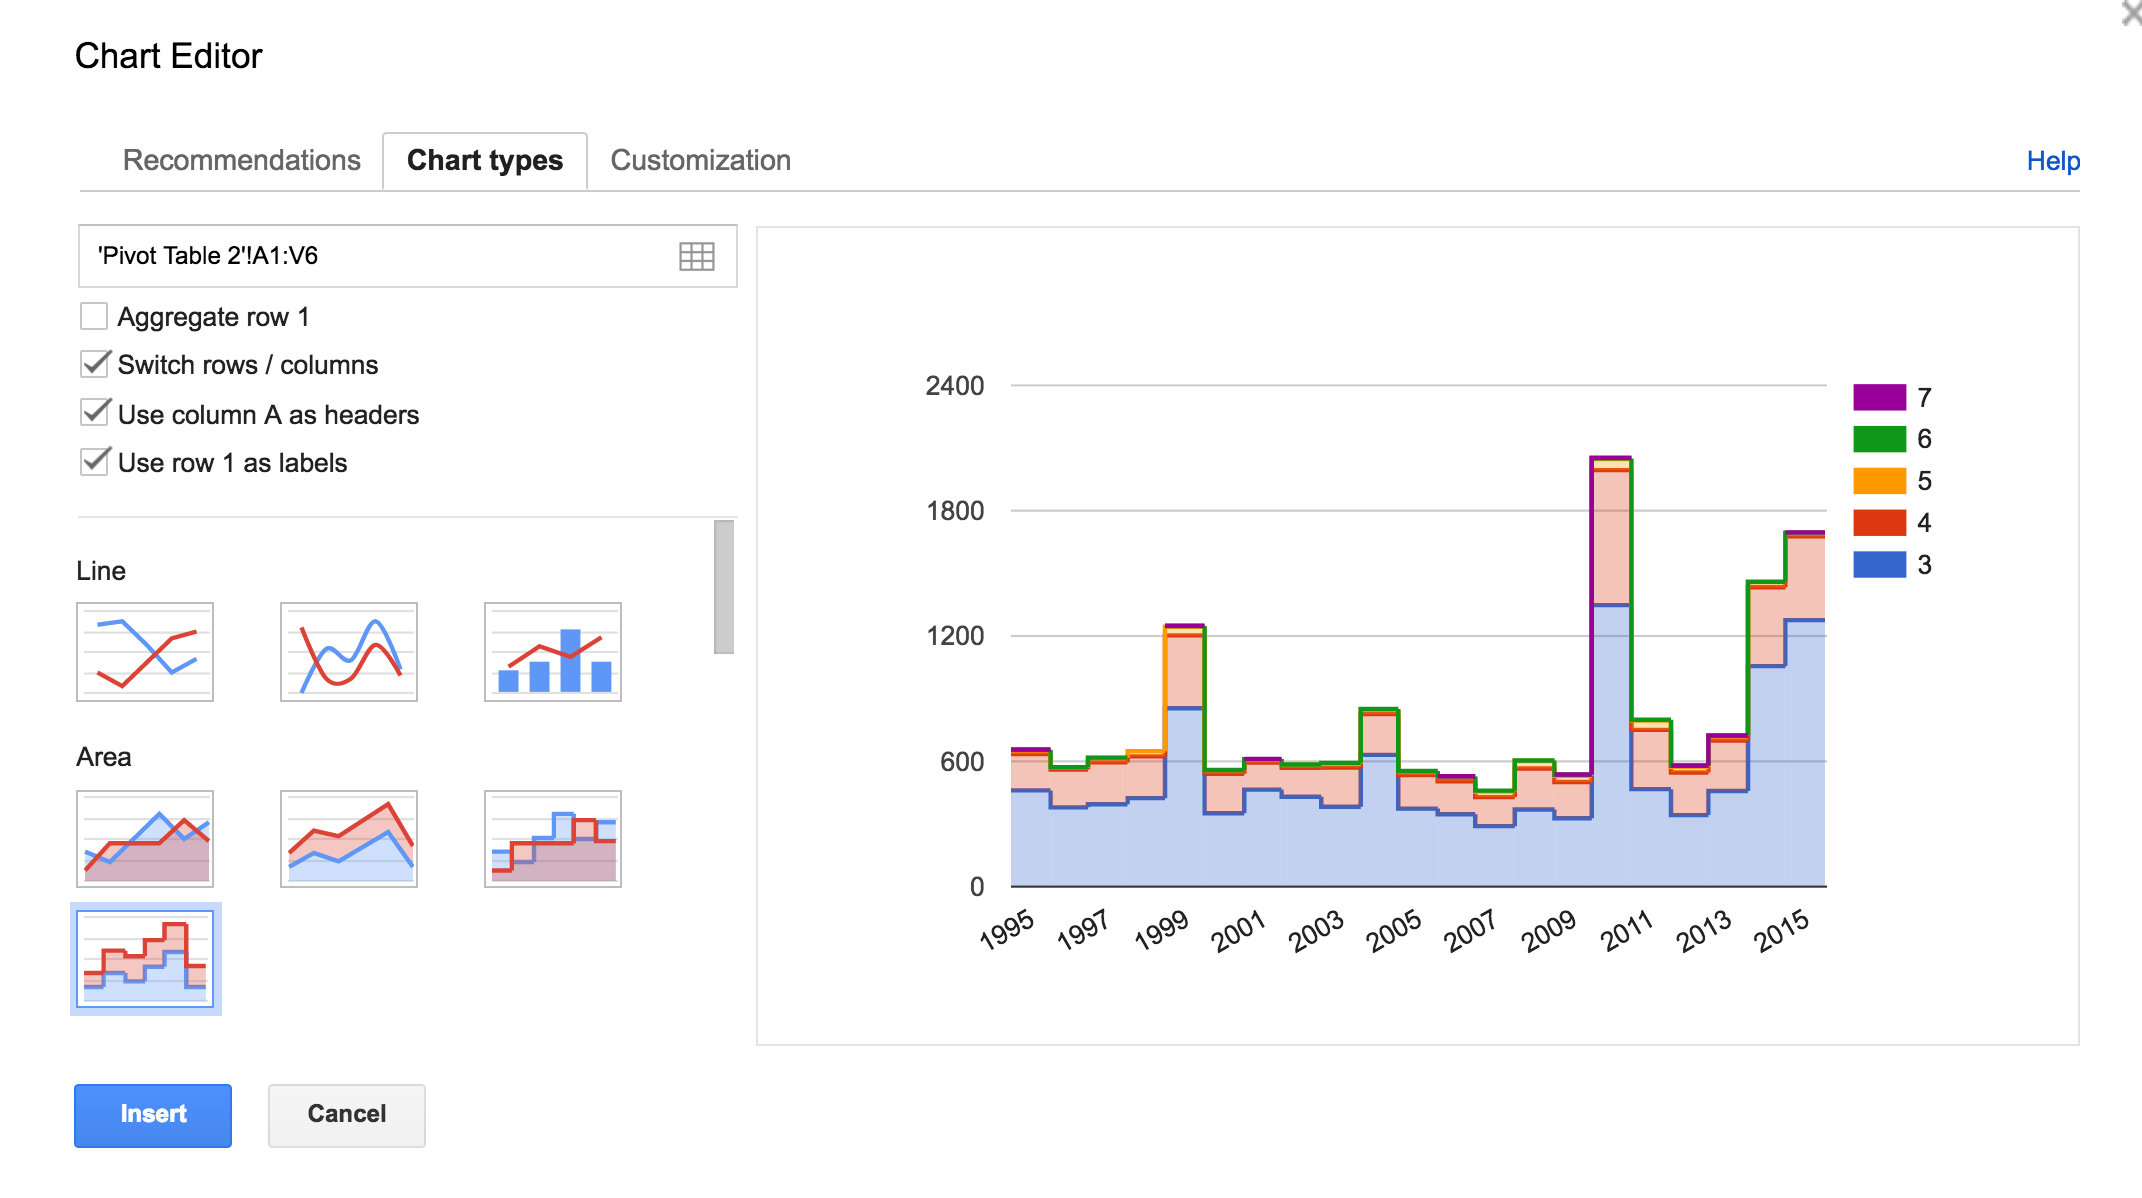 Chart Editor
Recommendations
Chart types
Customization
Help
'Pivot Table 2'!A1:V6
Aggregate row 1
Switch rows / columns
Use column A as headers
Use row 1 as labels
Line
Area
Insert
Cancel
2400
1800
1200
600
0
1995
1997
1999
2001
2003
2005
2007
2009
2011
2013
2015
7
6
5
4
3